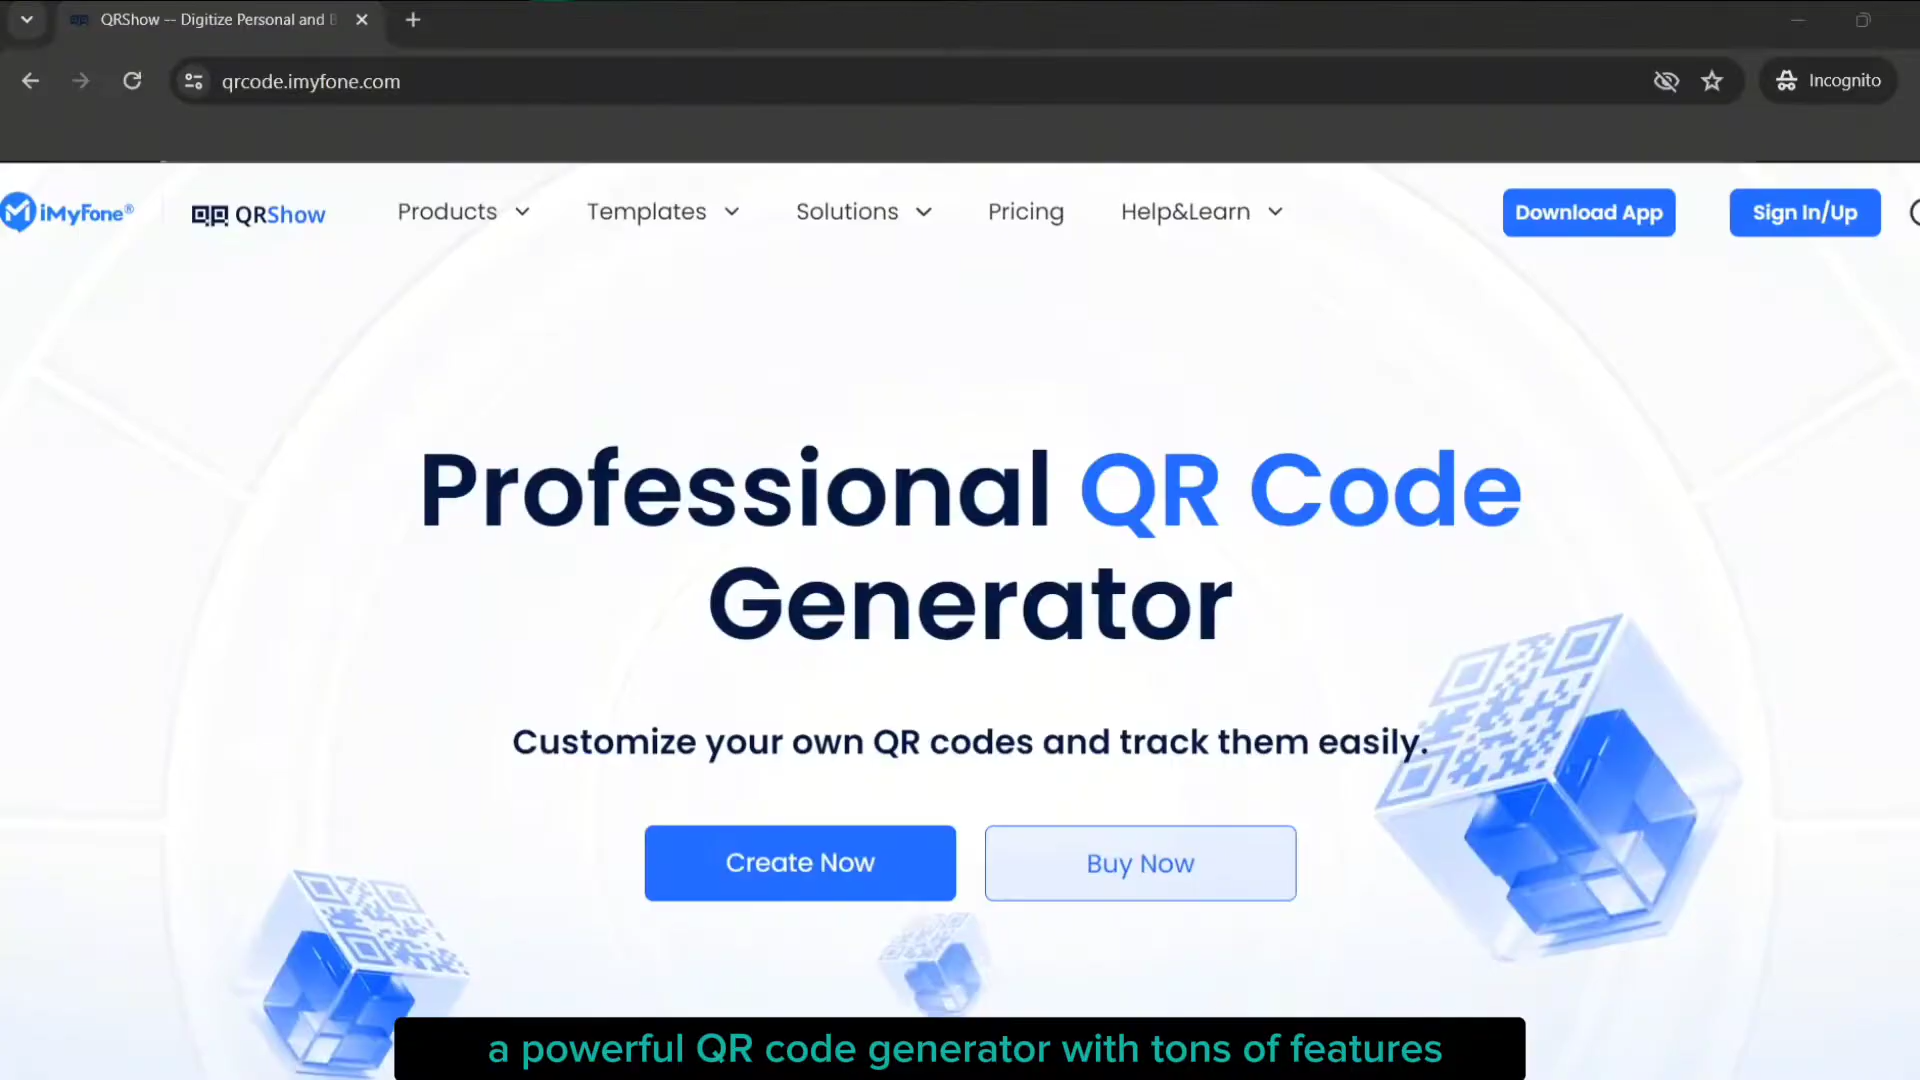 QRShow -- Digitize Personal and
qrcode.imyfone.com
Incognito
iMyFone®
QRShow
Products
Templates
Solutions
Pricing
Help&Learn
Download App
Sign In/Up
Professional QR Code
Generator
Customize your own QR codes and track them easily.
Create Now
Buy Now
a powerful QR code generator with tons of features